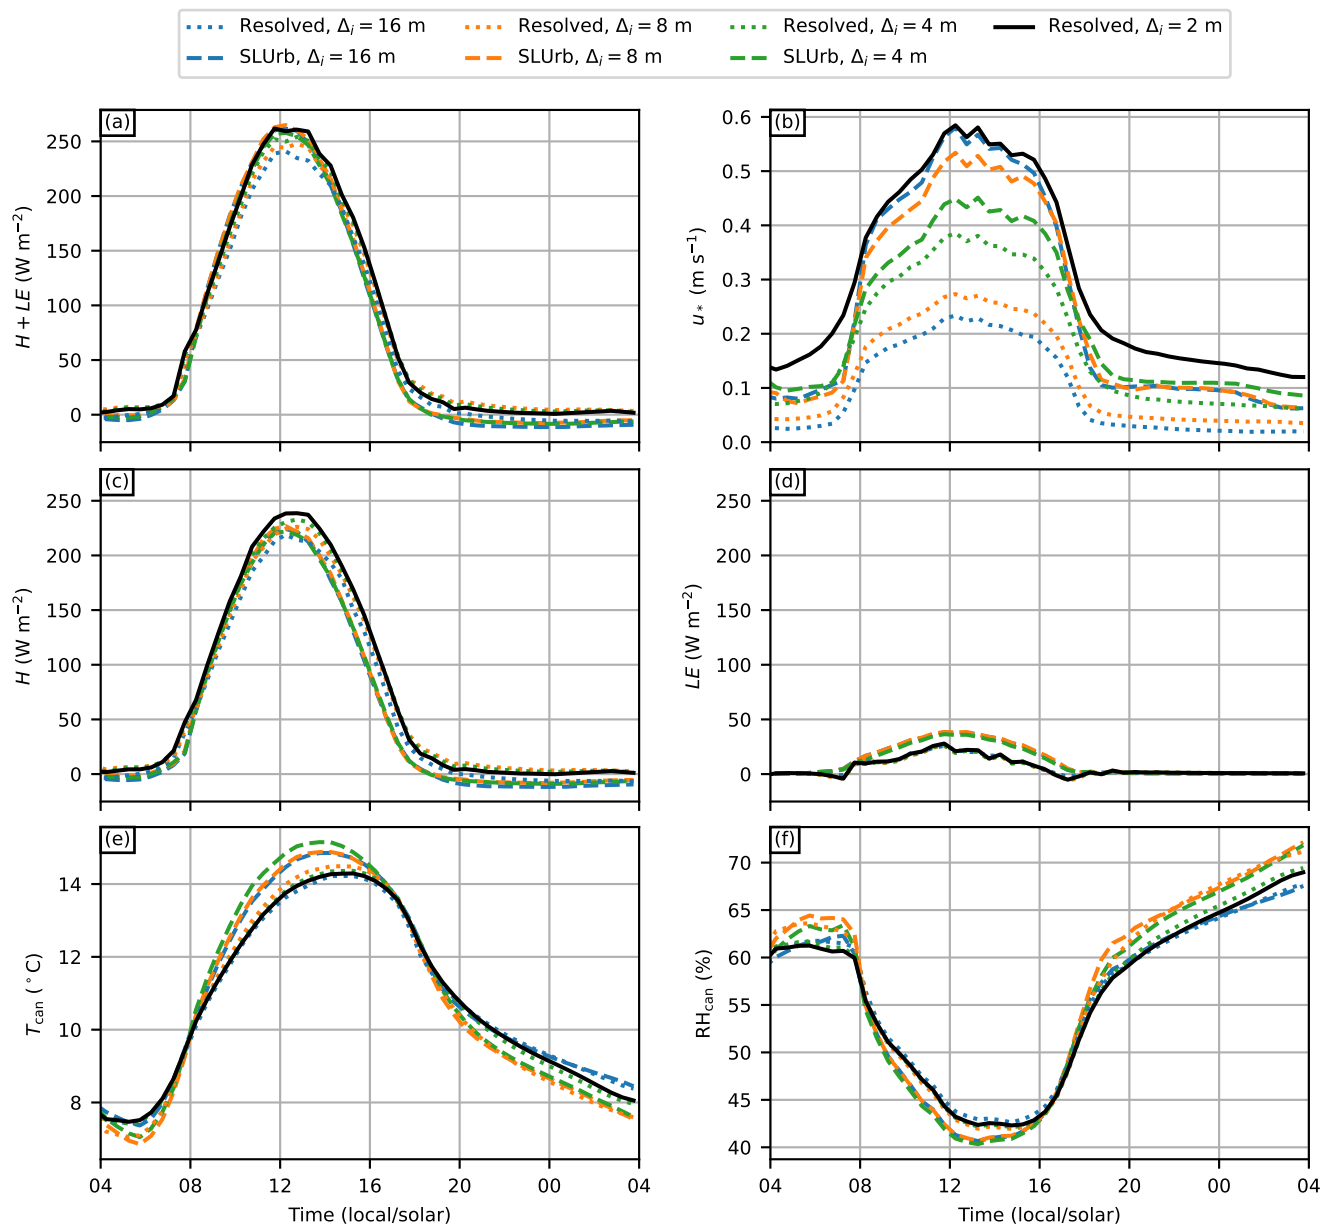 Resolved, Δᵢ = 16 m Resolved, Δᵢ = 8 m Resolved, Δᵢ = 4 m Resolved, Δᵢ = 2 m
SLUrb, Δᵢ = 16 m SLUrb, Δᵢ = 8 m SLUrb, Δᵢ = 4 m
(a)
H + LE (W m⁻²)
250
200
150
100
50
0
(b)
u* (m s⁻¹)
0.6
0.5
0.4
0.3
0.2
0.1
0.0
(c)
H (W m⁻²)
250
200
150
100
50
0
(d)
LE (W m⁻²)
250
200
150
100
50
0
(e)
T_can (°C)
14
12
10
8
04 08 12 16 20 00 04
Time (local/solar)
(f)
RH_can (%)
70
65
60
55
50
45
40
04 08 12 16 20 00 04
Time (local/solar)